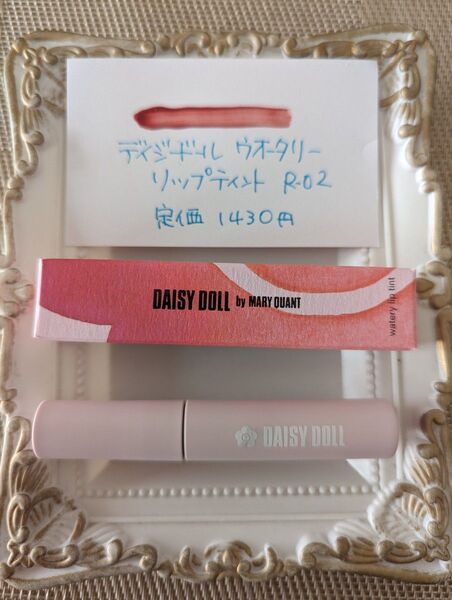 デイジードール ウオータリー
リップティント R-02
定価 1430円
DAISY DOLL by MARY QUANT
watery lip tint
DAISY DOLL